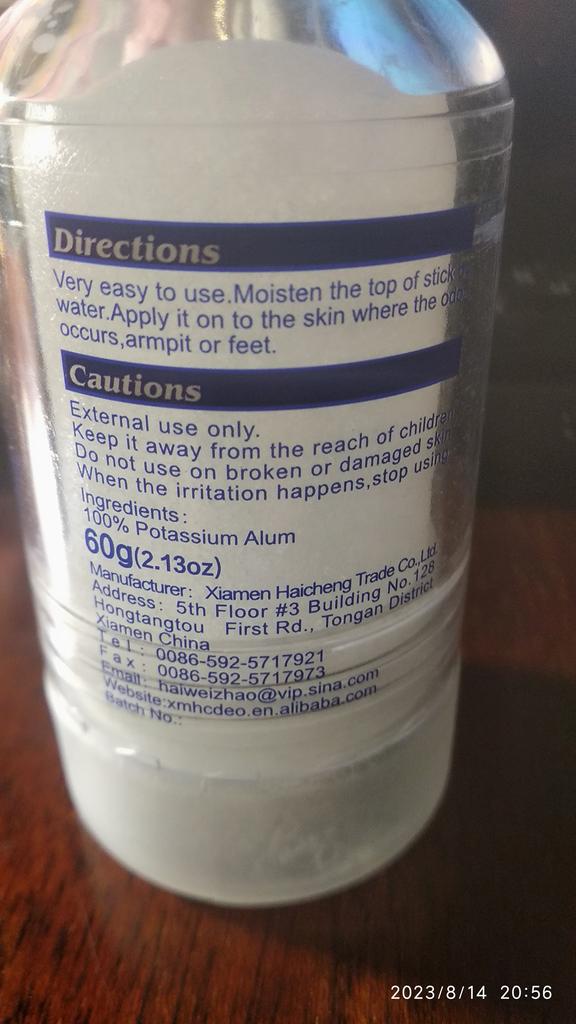 Directions
Very easy to use.Moisten the top of stick
water.Apply it on to the skin where the
occurs,armpit or feet.
Cautions
External use only.
Keep it away from the reach of
Do not use on broken or damaged
When the irritation happens,stop using
Ingredients:
100% Potassium Alum
60g(2.13oz)
Manufacturer: Xiamen Haicheng Trade Co.,Ltd.
Address: 5th Floor #3 Building No.128
Hongtangtou First Rd., Tongan District
Xiamen China
Tel: 0086-592-5717921
Fax: 0086-592-5717973
Email: haiweizhao@vip.sina.com
Website:xmhcdeo.en.alibaba.com
Batch No.:
2023/8/14 20:56